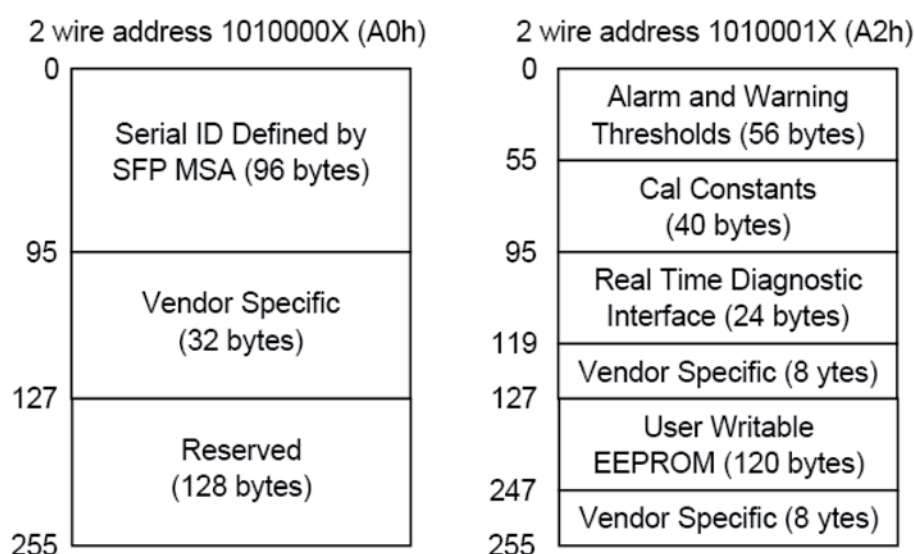 2 wire address 1010000X (A0h)
0
Serial ID Defined by
SFP MSA (96 bytes)
95
Vendor Specific
(32 bytes)
127
Reserved
(128 bytes)
255
2 wire address 1010001X (A2h)
0
Alarm and Warning
Thresholds (56 bytes)
55
Cal Constants
(40 bytes)
95
Real Time Diagnostic
Interface (24 bytes)
119
Vendor Specific (8 ytes)
127
User Writable
EEPROM (120 bytes)
247
Vendor Specific (8 ytes)
255